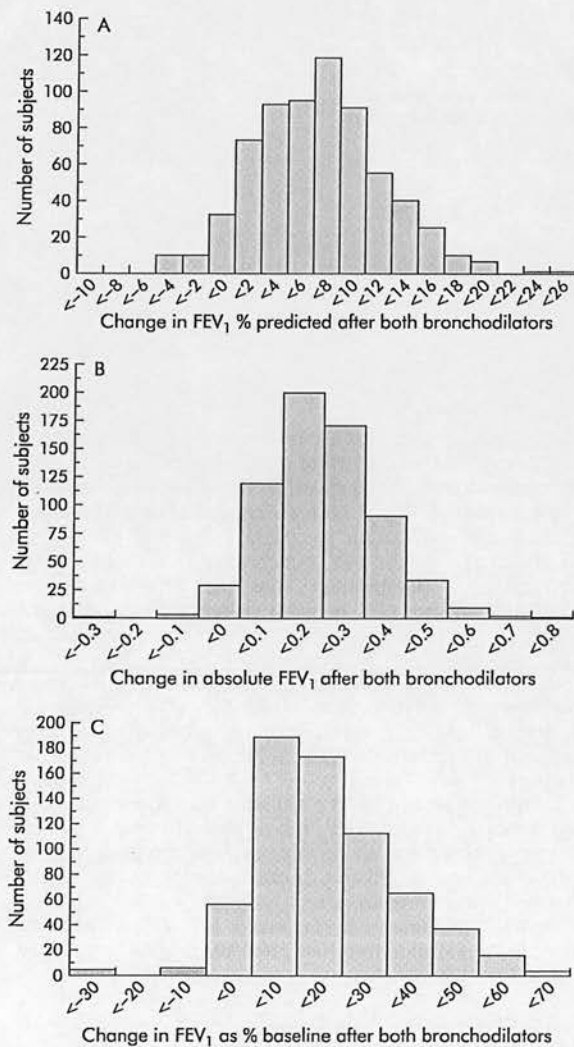 A
Number of subjects
140
120
100
80
60
40
20
0
<–10 <–8 <–6 <–4 <–2 <0 <2 <4 <6 <8 <10 <12 <14 <16 <18 <20 <22 <24 <26
Change in FEV1 % predicted after both bronchodilators
B
Number of subjects
225
200
175
150
125
100
75
50
25
0
<–0.3 <–0.2 <–0.1 <0 <0.1 <0.2 <0.3 <0.4 <0.5 <0.6 <0.7 <0.8
Change in absolute FEV1 after both bronchodilators
C
Number of subjects
200
180
160
140
120
100
80
60
40
20
0
<–30 <–20 <–10 <0 <10 <20 <30 <40 <50 <60 <70
Change in FEV1 as % baseline after both bronchodilators